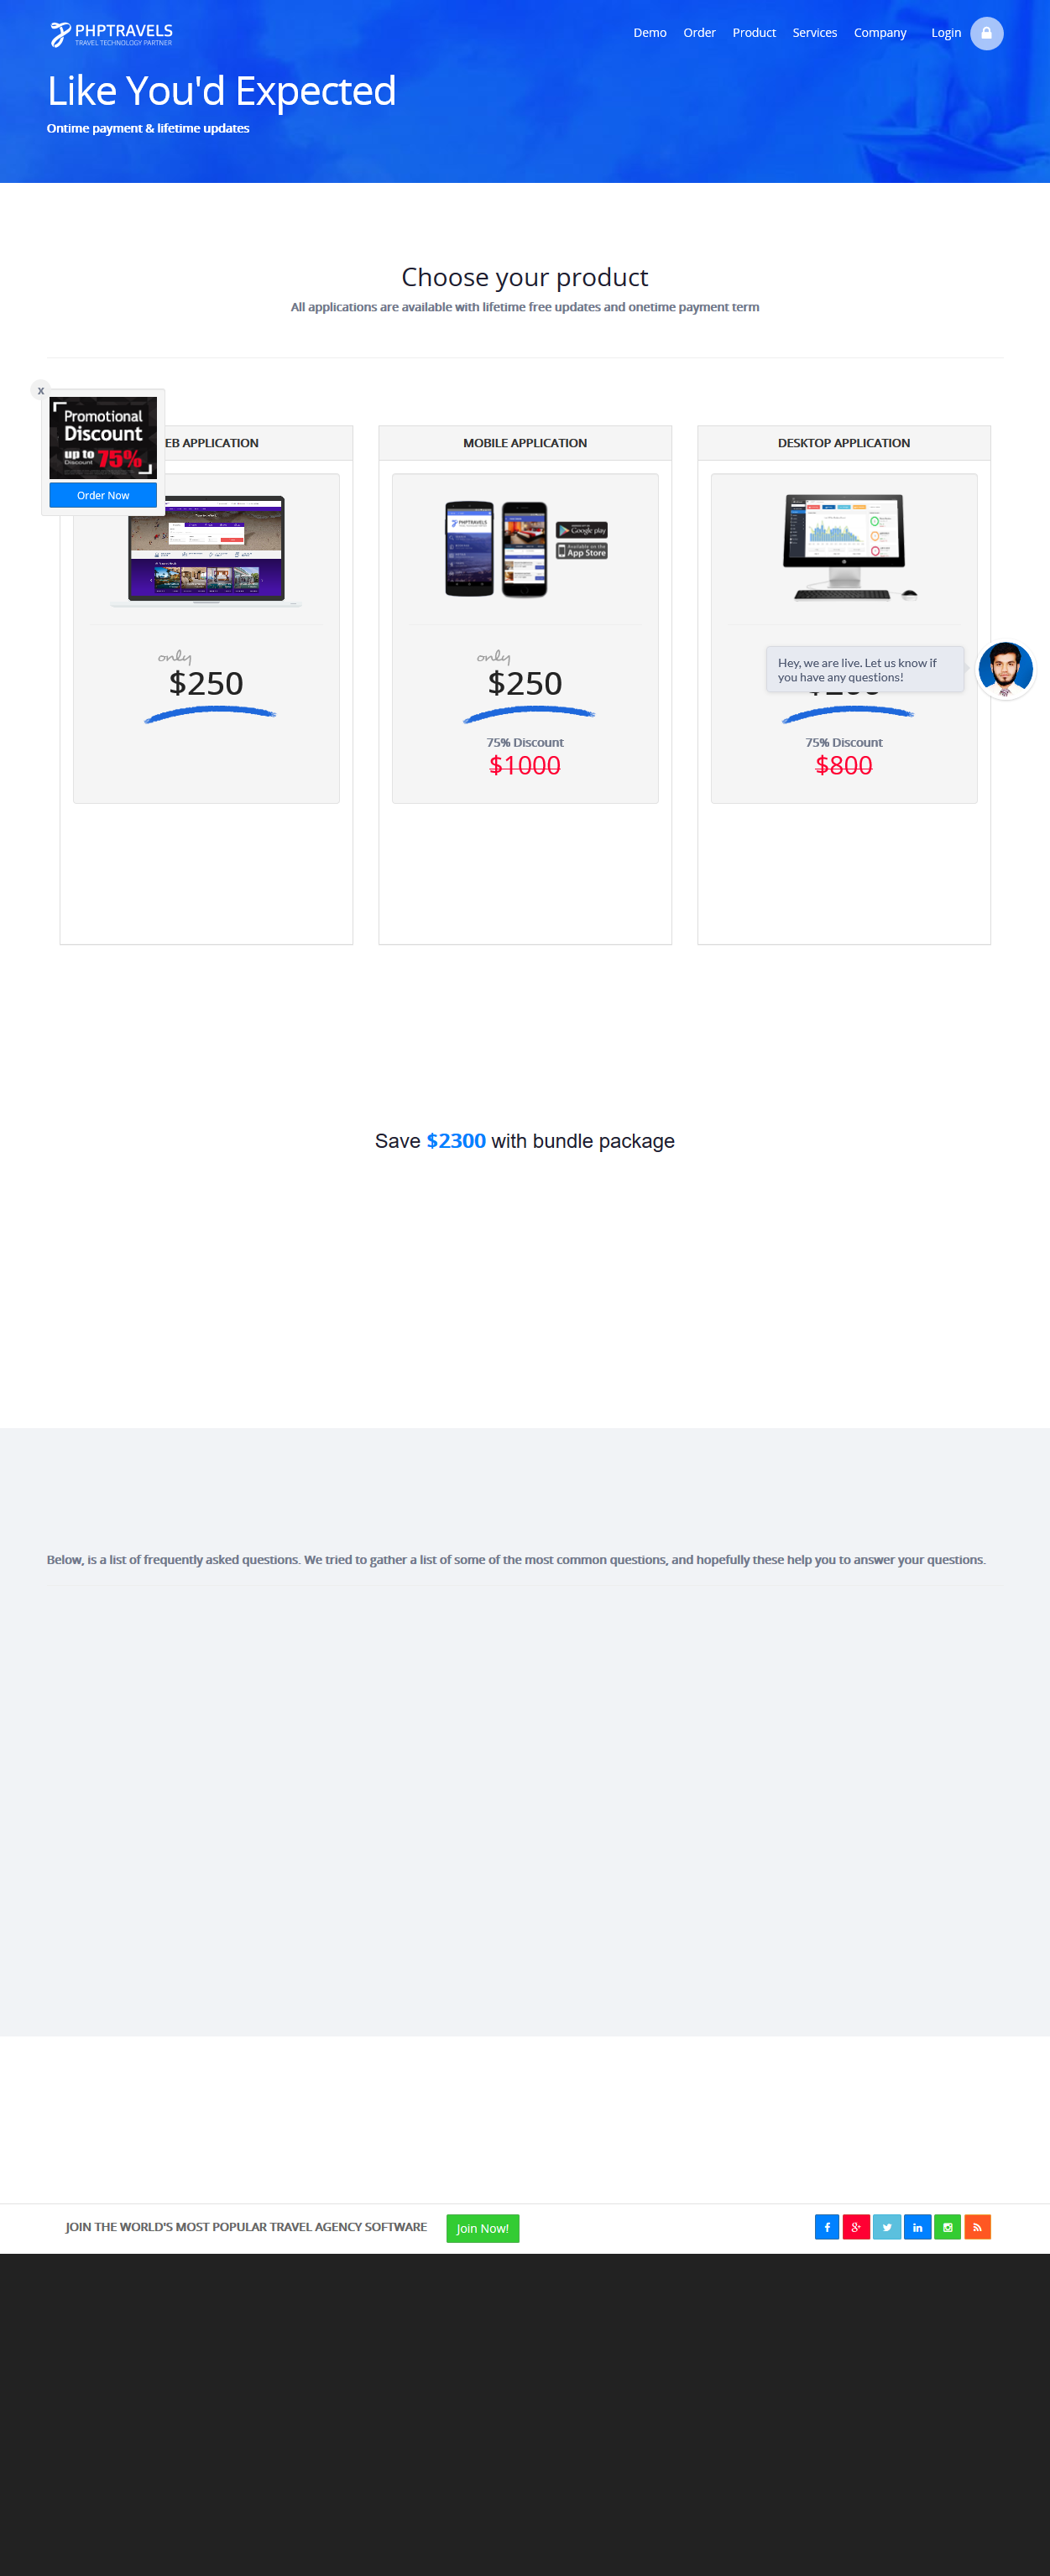 PHPTRAVELS
TRAVEL TECHNOLOGY PARTNER
Demo Order Product Services Company Login
Like You'd Expected
Ontime payment & lifetime updates
Choose your product
All applications are available with lifetime free updates and onetime payment term
x
Promotional
Discount
up to 75%
Discount
Order Now
EB APPLICATION
MOBILE APPLICATION
DESKTOP APPLICATION
PHPTRAVELS
Google play
Available on the
App Store
only
$250
only
$250
Hey, we are live. Let us know if
you have any questions!
75% Discount
$1000
75% Discount
$800
Save $2300 with bundle package
Below, is a list of frequently asked questions. We tried to gather a list of some of the most common questions, and hopefully these help you to answer your questions.
JOIN THE WORLD'S MOST POPULAR TRAVEL AGENCY SOFTWARE
Join Now!